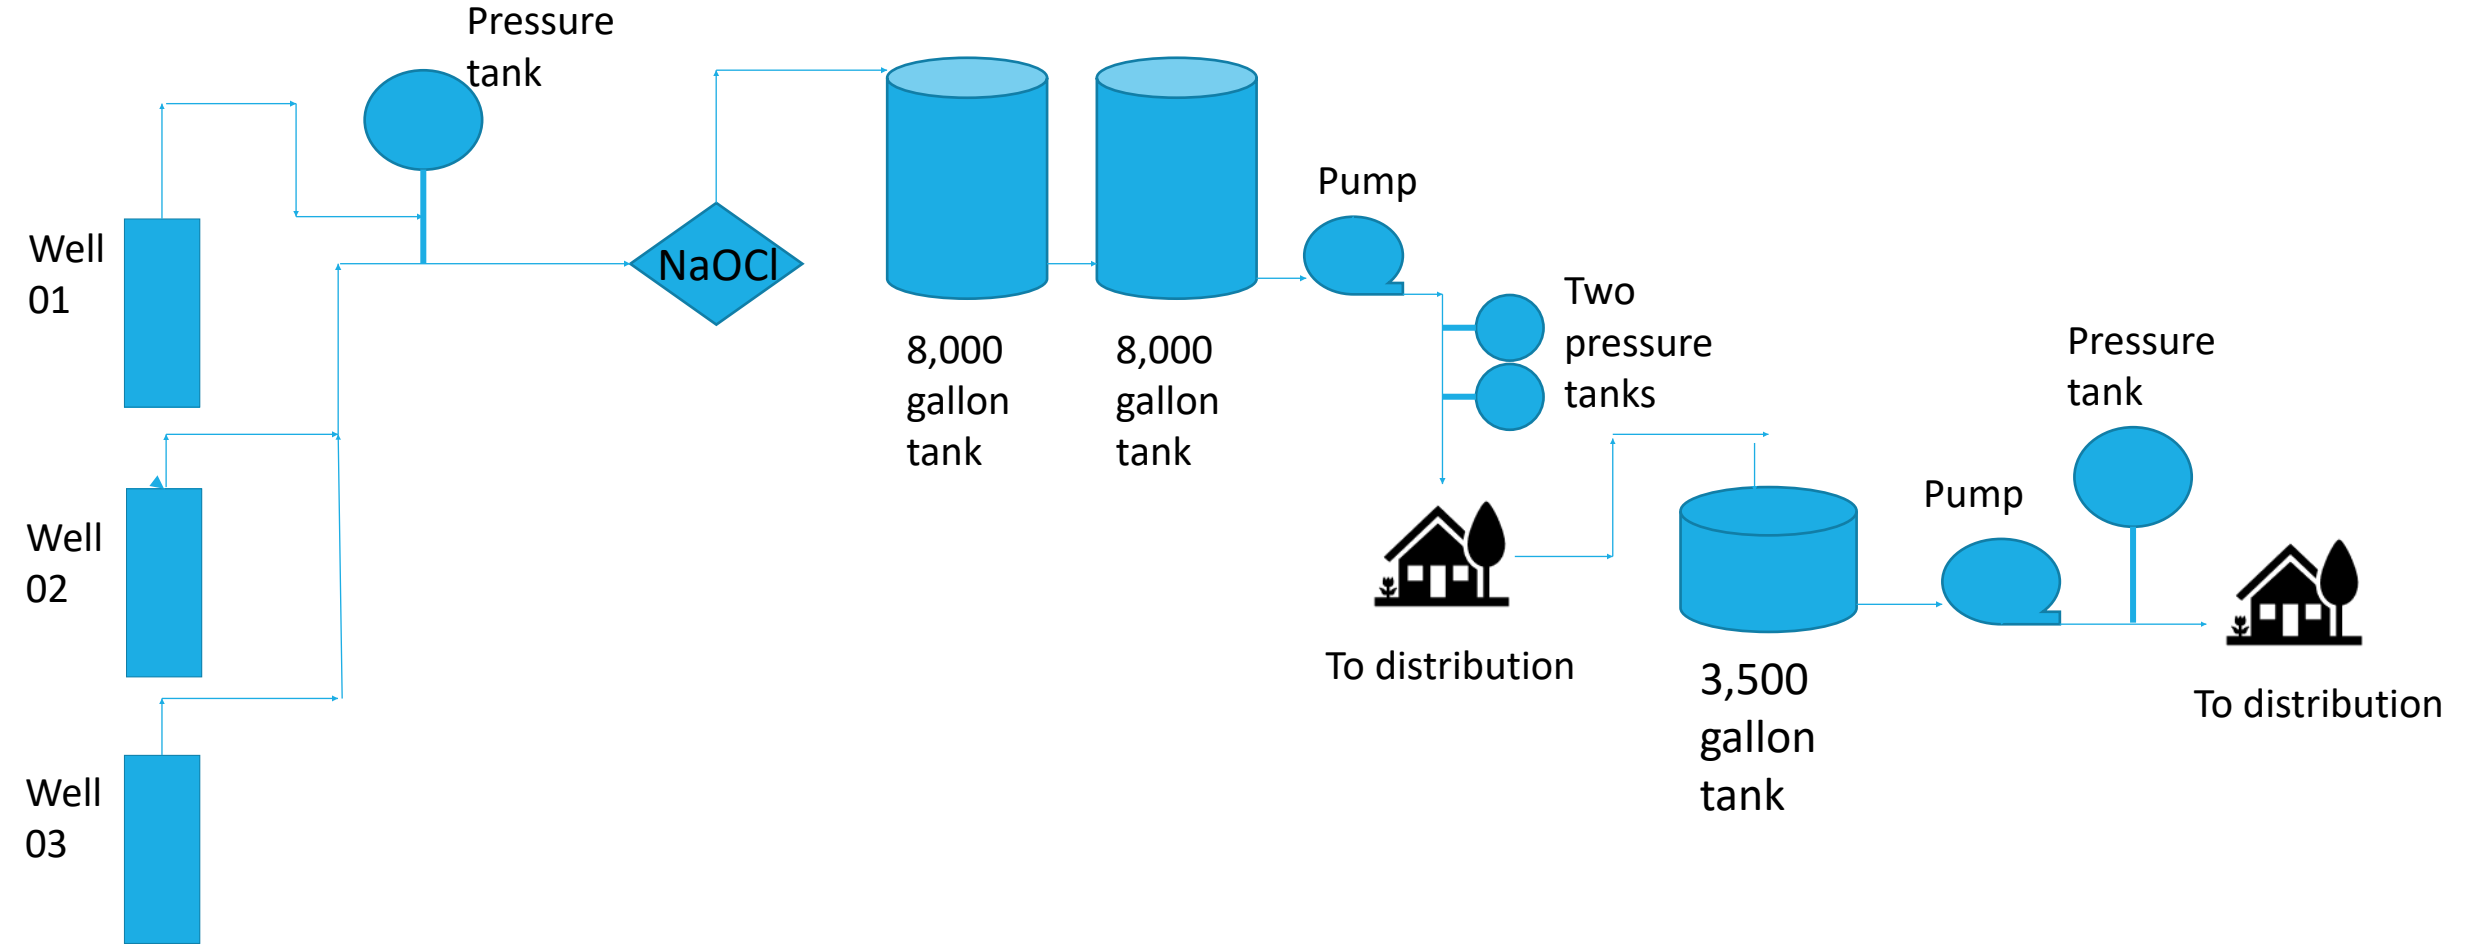 Pressure
tank
Well
01
NaOCl
Well
02
Well
03
8,000
gallon
tank
8,000
gallon
tank
Pump
Two
pressure
tanks
To distribution
3,500
gallon
tank
Pump
Pressure
tank
To distribution